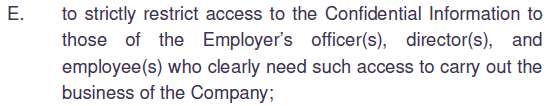 E. to strictly restrict access to the Confidential Information to
those of the Employer's officer(s), director(s), and
employee(s) who clearly need such access to carry out the
business of the Company;